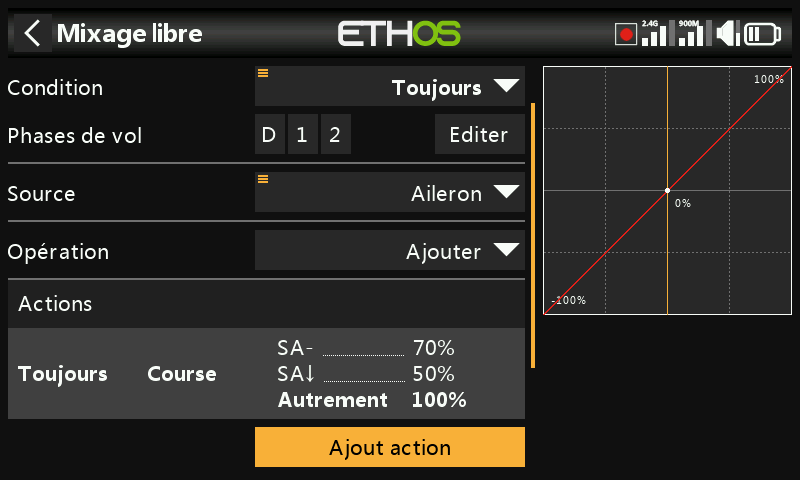 Mixage libre
ETHOS
2.4G 900M
Condition Toujours
100%
Phases de vol D 1 2 Editer
Source Aileron
0%
Opération Ajouter
Actions
-100%
SA- 70%
Toujours Course SA↓ 50%
Autrement 100%
Ajout action